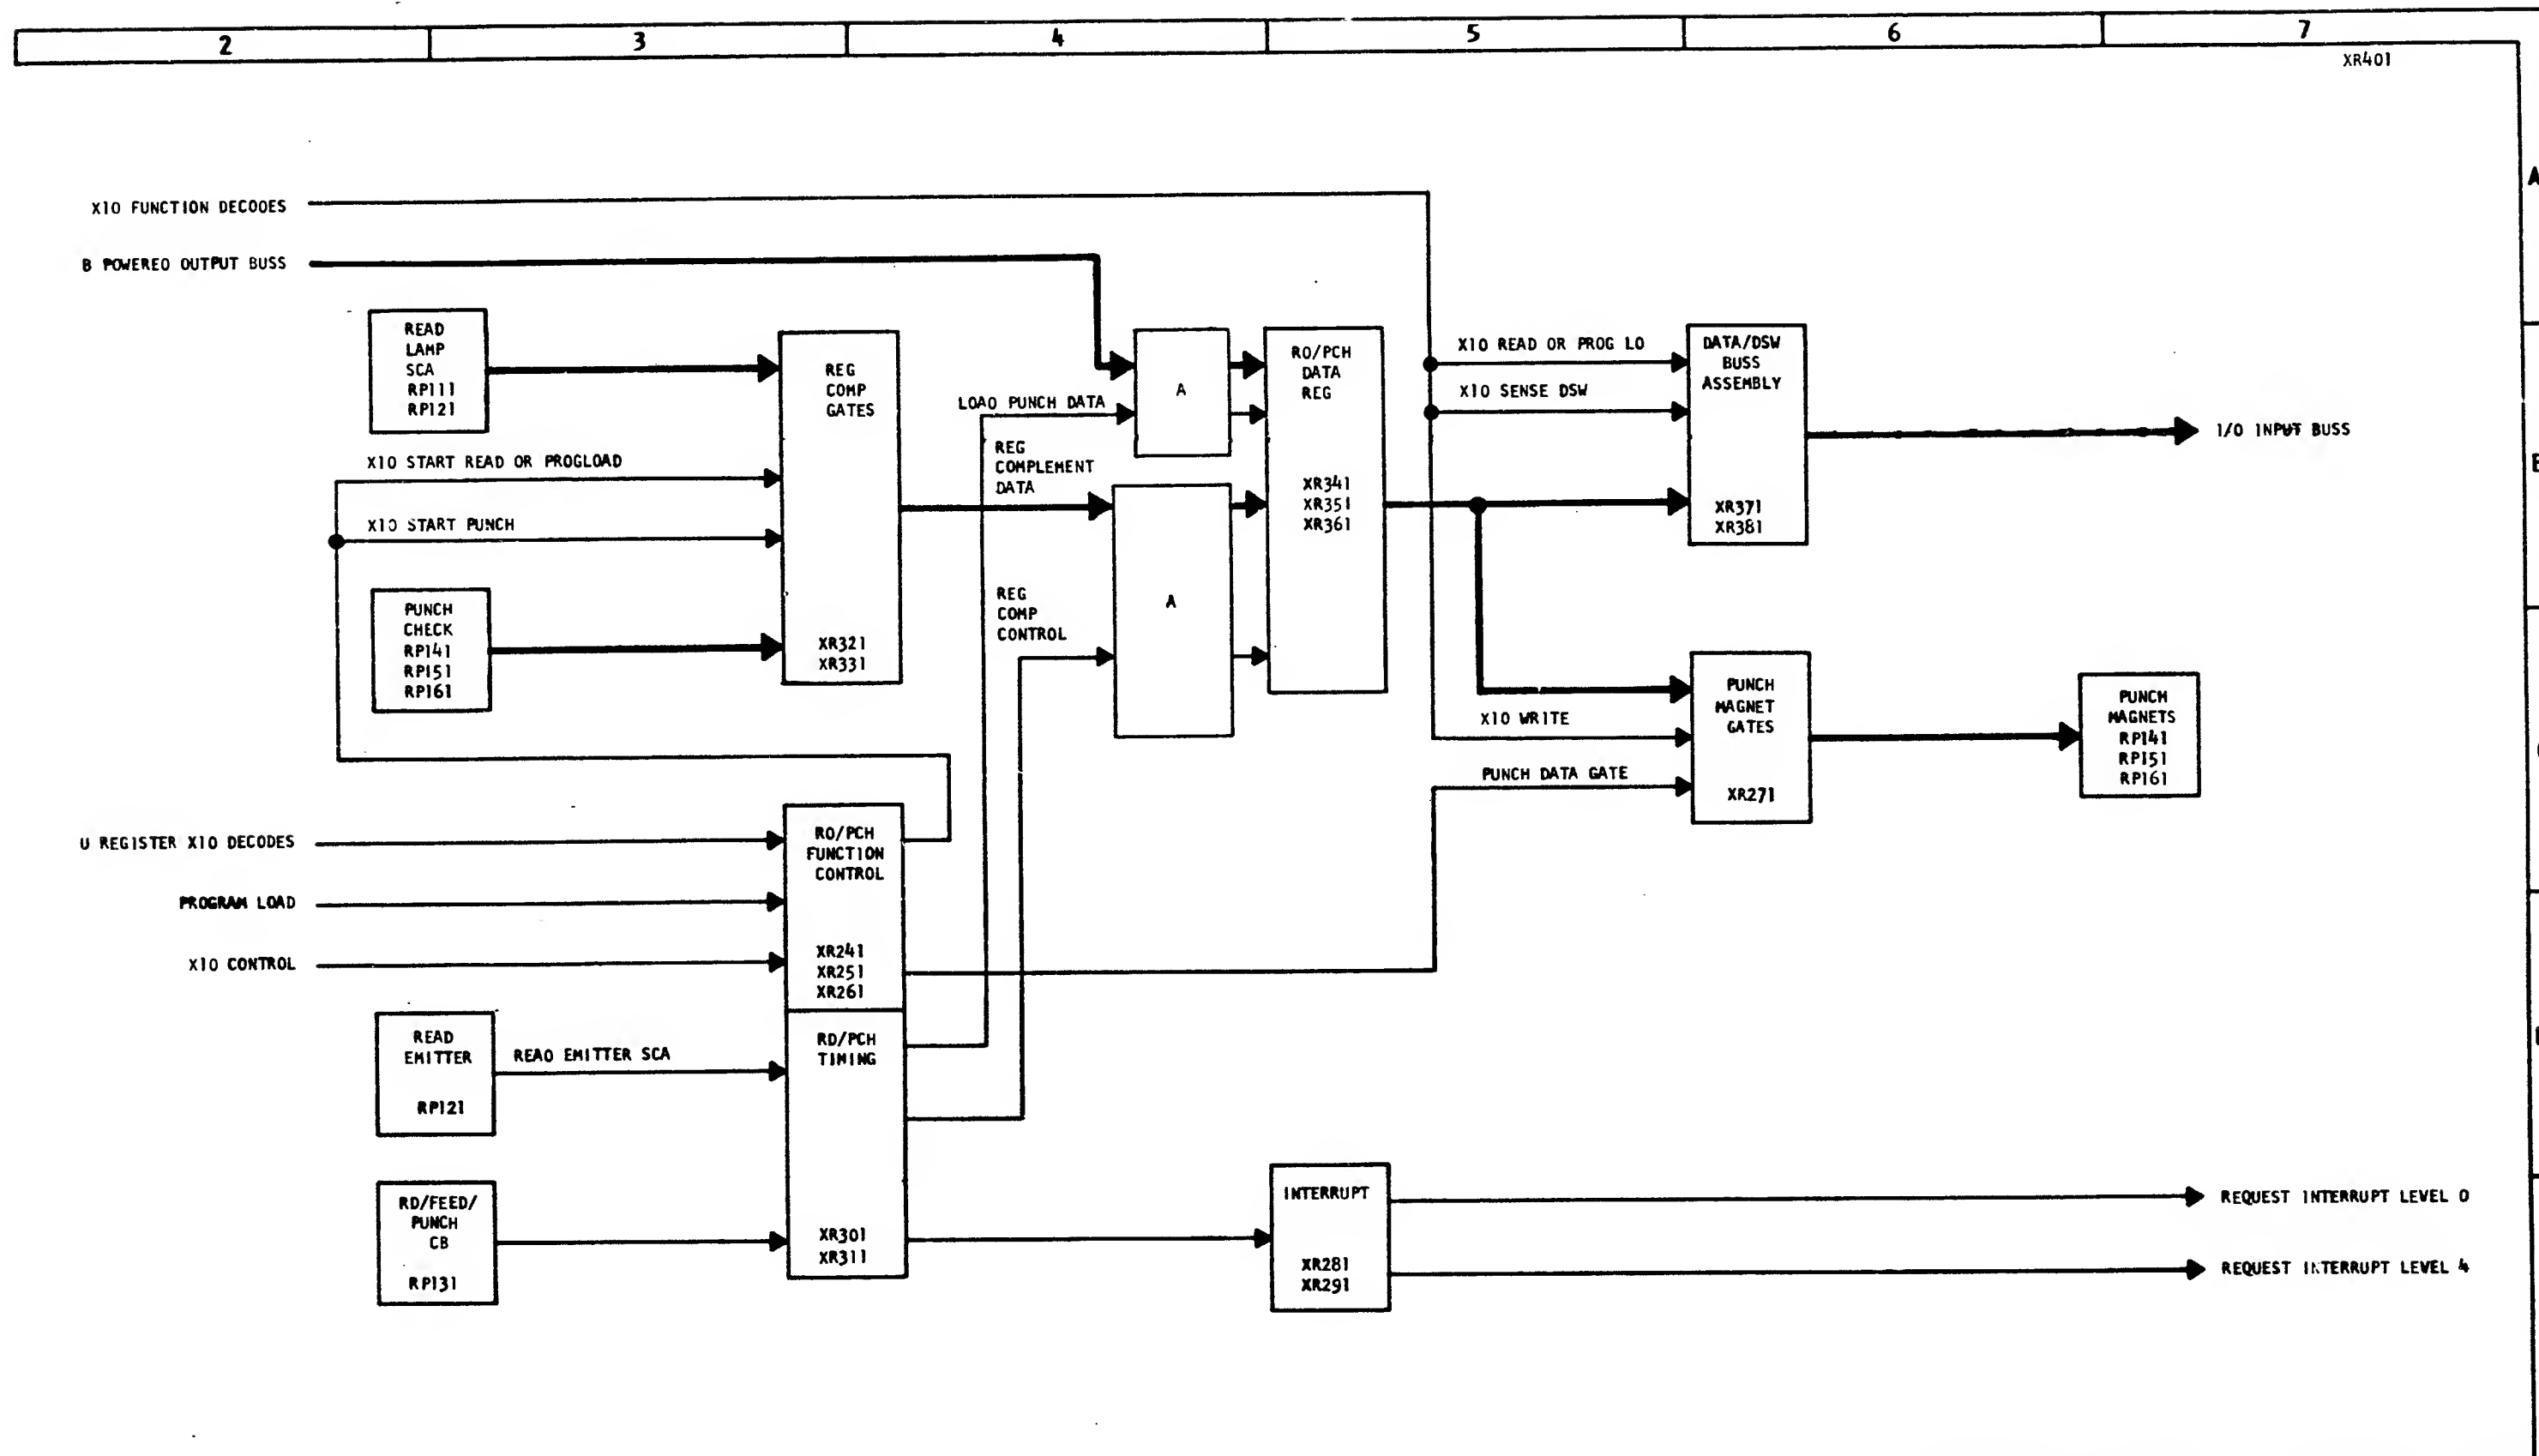 2 3 4 5 6 7
XR401
A
X10 FUNCTION DECODES
B POWERED OUTPUT BUSS
READ
LAMP
SCA
RP111
RP121
REG
COMP
GATES
XR321
XR331
X10 START READ OR PROGLOAD
X10 START PUNCH
PUNCH
CHECK
RP141
RP151
RP161
LOAD PUNCH DATA
REG
COMPLEMENT
DATA
REG
COMP
CONTROL
A
A
RD/PCH
DATA
REG
XR341
XR351
XR361
X10 READ OR PROG LD
X10 SENSE DSW
DATA/DSW
BUSS
ASSEMBLY
XR371
XR381
I/O INPUT BUSS
X10 WRITE
PUNCH DATA GATE
PUNCH
MAGNET
GATES
XR271
PUNCH
MAGNETS
RP141
RP151
RP161
U REGISTER X10 DECODES
PROGRAM LOAD
X10 CONTROL
RD/PCH
FUNCTION
CONTROL
XR241
XR251
XR261
READ
EMITTER
RP121
READ EMITTER SCA
RD/PCH
TIMING
XR301
XR311
RD/FEED/
PUNCH
CB
RP131
INTERRUPT
XR281
XR291
REQUEST INTERRUPT LEVEL 0
REQUEST INTERRUPT LEVEL 4